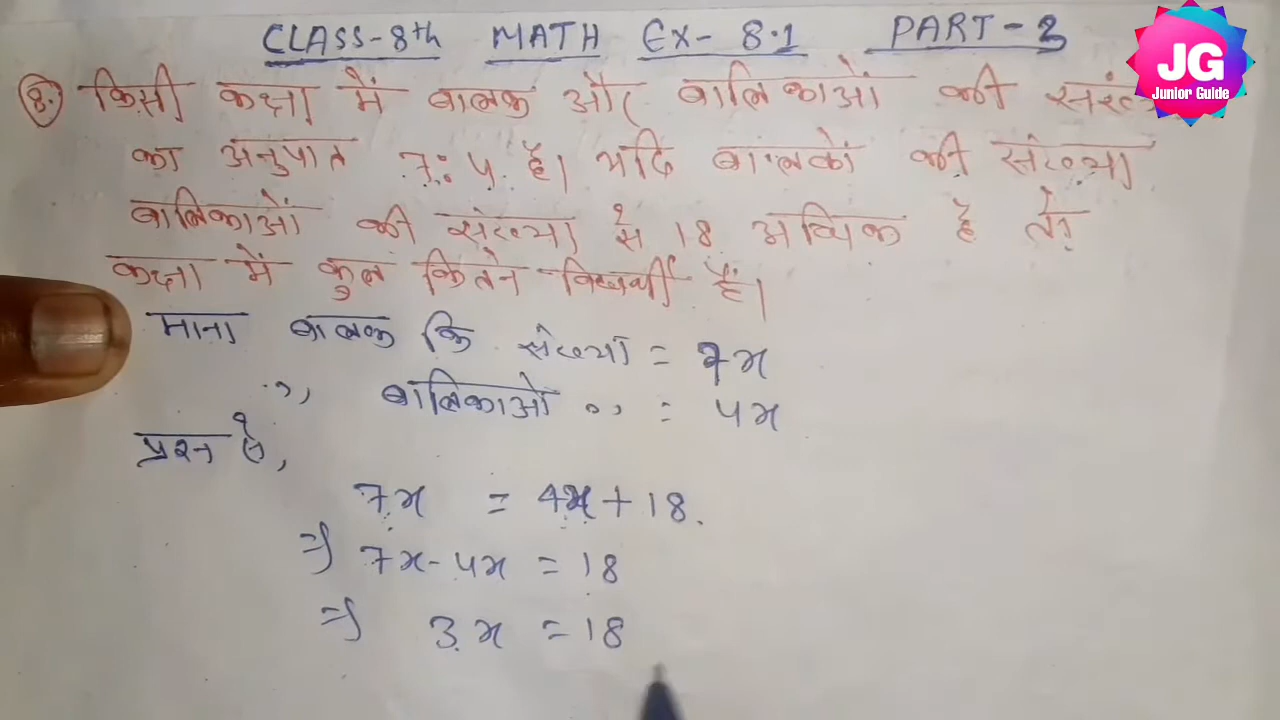 CLASS-8th MATH EX- 8.1 PART-3
JG
Junior Guide
8. किसी कक्षा में बालक और बालिकाओं की
का अनुपात 7:4 है। यदि बालकों की संख्या
बालिकाओं की संख्या से 18 अधिक है तो
कक्षा में कुल कितने विद्यार्थी हैं।
माना बालक कि संख्या = 7x
,, बालिकाओं ,, = 4x
प्रश्न से,
7x = 4x + 18.
⇒ 7x - 4x = 18
⇒ 3x = 18